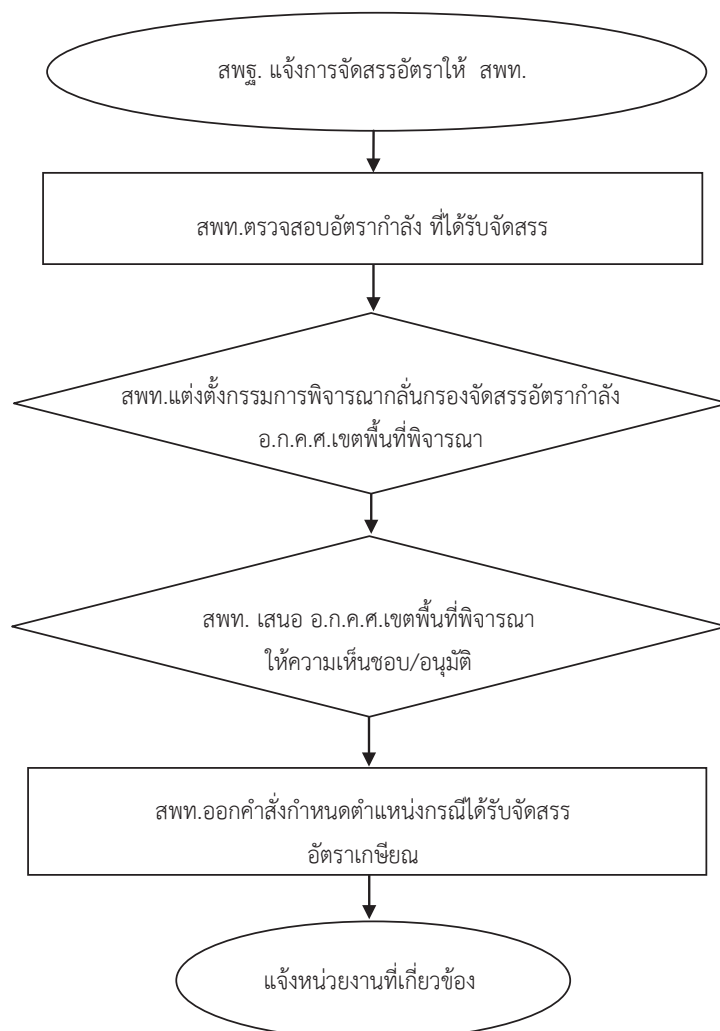 สพฐ. แจ้งการจัดสรรอัตราให้ สพท.
สพท.ตรวจสอบอัตรากำลัง ที่ได้รับจัดสรร
สพท.แต่งตั้งกรรมการพิจารณากลั่นกรองจัดสรรอัตรากำลัง
อ.ก.ค.ศ.เขตพื้นที่พิจารณา
สพท. เสนอ อ.ก.ค.ศ.เขตพื้นที่พิจารณา
ให้ความเห็นชอบ/อนุมัติ
สพท.ออกคำสั่งกำหนดตำแหน่งกรณีได้รับจัดสรร
อัตราเกษียณ
แจ้งหน่วยงานที่เกี่ยวข้อง